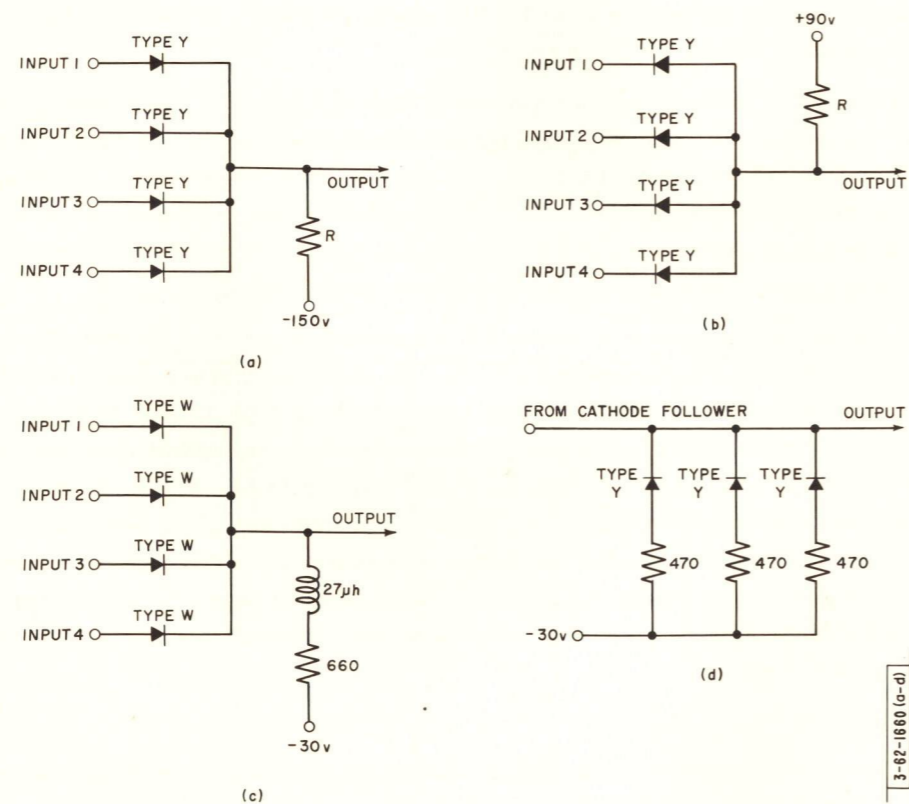 TYPE Y
INPUT 1
TYPE Y
INPUT 2
TYPE Y
INPUT 3
OUTPUT
TYPE Y
INPUT 4
R
-150v
(a)
+90v
TYPE Y
INPUT 1
R
TYPE Y
INPUT 2
TYPE Y
OUTPUT
INPUT 3
TYPE Y
INPUT 4
(b)
TYPE W
INPUT 1
TYPE W
INPUT 2
OUTPUT
TYPE W
INPUT 3
27μh
TYPE W
INPUT 4
660
-30v
(c)
FROM CATHODE FOLLOWER
OUTPUT
TYPE Y
TYPE Y
TYPE Y
470
470
470
-30v
(d)
3-62-1660 (a-d)